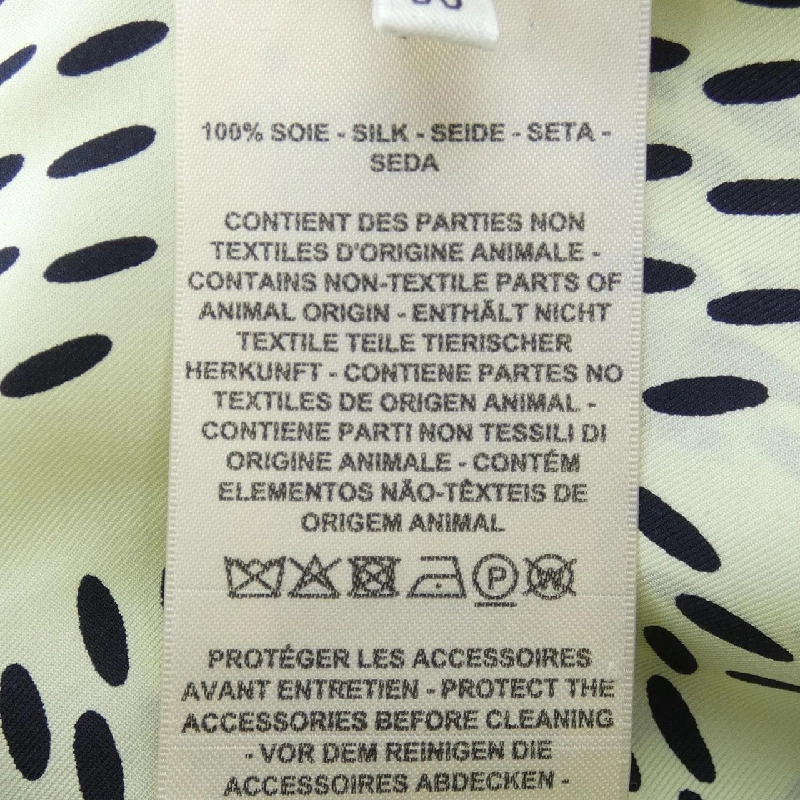 100% SOIE - SILK - SEIDE - SETA -
SEDA
CONTIENT DES PARTIES NON
TEXTILES D'ORIGINE ANIMALE -
CONTAINS NON-TEXTILE PARTS OF
ANIMAL ORIGIN - ENTHÄLT NICHT
TEXTILE TEILE TIERISCHER
HERKUNFT - CONTIENE PARTES NO
TEXTILES DE ORIGEN ANIMAL -
CONTIENE PARTI NON TESSILI DI
ORIGINE ANIMALE - CONTÉM
ELEMENTOS NÃO-TÊXTEIS DE
ORIGEM ANIMAL
P W
PROTÉGER LES ACCESSOIRES
AVANT ENTRETIEN - PROTECT THE
ACCESSORIES BEFORE CLEANING
- VOR DEM REINIGEN DIE
ACCESSOIRES ABDECKEN -